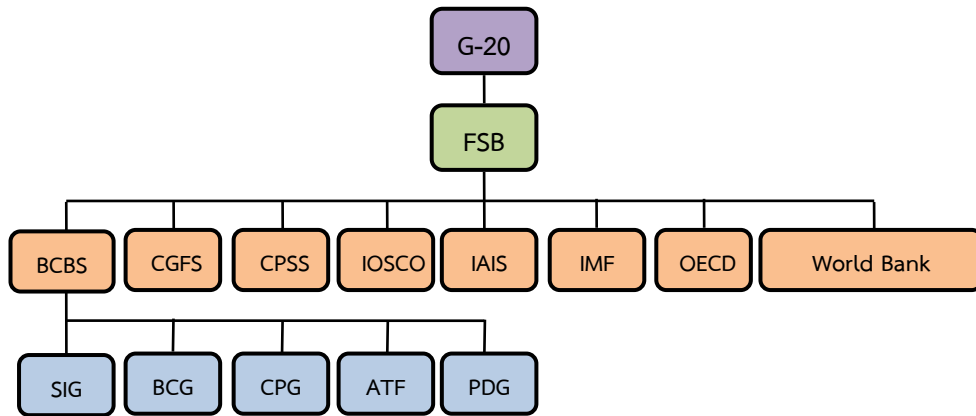 G-20
FSB
BCBS
CGFS
CPSS
IOSCO
IAIS
IMF
OECD
World Bank
SIG
BCG
CPG
ATF
PDG